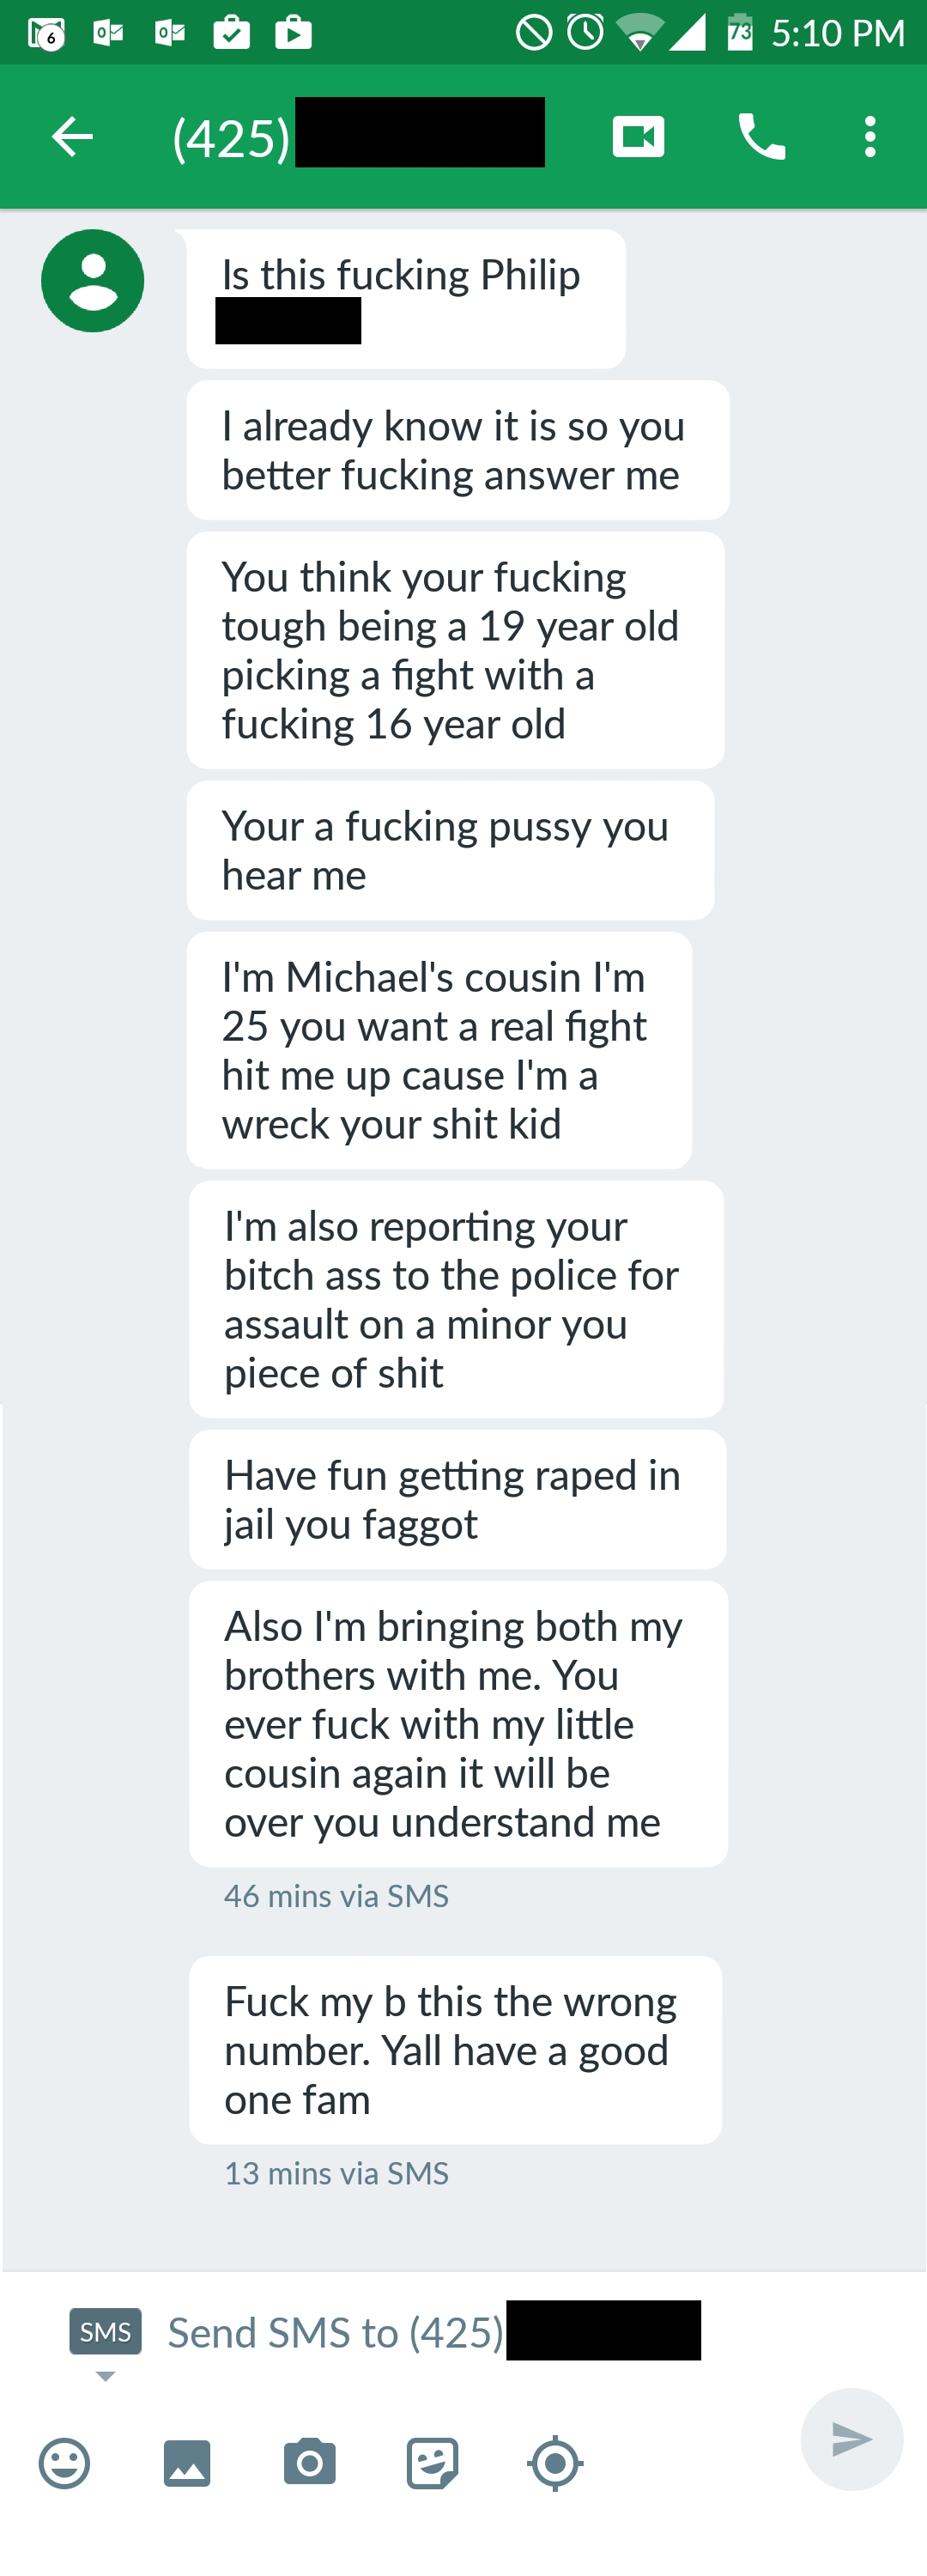 6
73 5:10 PM
(425)
Is this fucking Philip
I already know it is so you
better fucking answer me
You think your fucking
tough being a 19 year old
picking a fight with a
fucking 16 year old
Your a fucking pussy you
hear me
I'm Michael's cousin I'm
25 you want a real fight
hit me up cause I'm a
wreck your shit kid
I'm also reporting your
bitch ass to the police for
assault on a minor you
piece of shit
Have fun getting raped in
jail you faggot
Also I'm bringing both my
brothers with me. You
ever fuck with my little
cousin again it will be
over you understand me
46 mins via SMS
Fuck my b this the wrong
number. Yall have a good
one fam
13 mins via SMS
SMS Send SMS to (425)